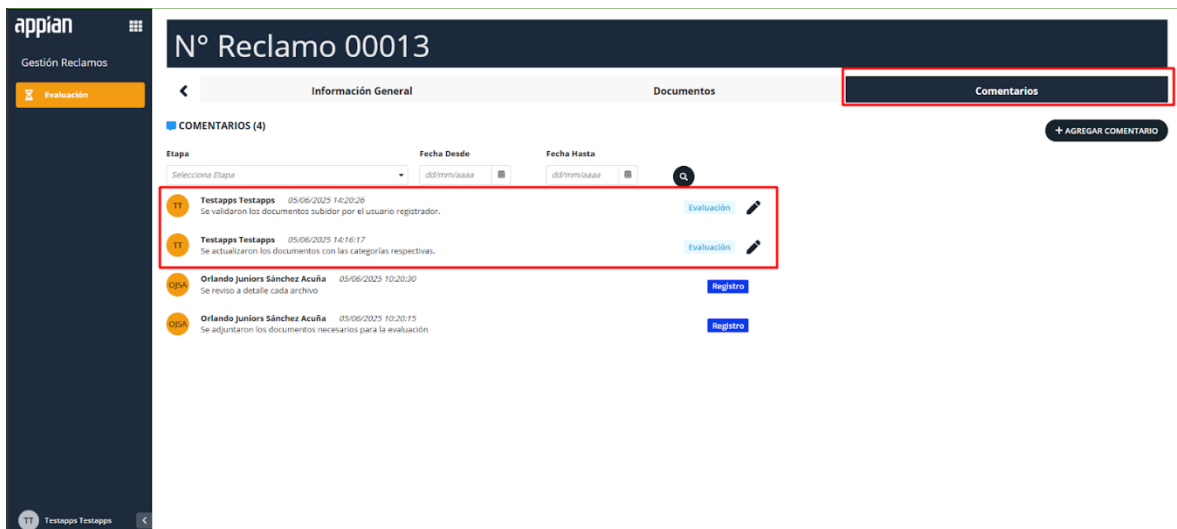 appian
Gestión Reclamos
Evaluación
N° Reclamo 00013
Información General
Documentos
Comentarios
COMENTARIOS (4)
+ AGREGAR COMENTARIO
Etapa
Fecha Desde
Fecha Hasta
Selecciona Etapa
dd/mm/aaaa
dd/mm/aaaa
TT
Testapps Testapps 05/06/2025 14:20:26
Se validaron los documentos subidor por el usuario registrador.
Evaluación
TT
Testapps Testapps 05/06/2025 14:16:17
Se actualizaron los documentos con las categorías respectivas.
Evaluación
OJSA
Orlando Juniors Sánchez Acuña 05/06/2025 10:20:30
Se reviso a detalle cada archivo
Registro
OJSA
Orlando Juniors Sánchez Acuña 05/06/2025 10:20:15
Se adjuntaron los documentos necesarios para la evaluación
Registro
TT
Testapps Testapps